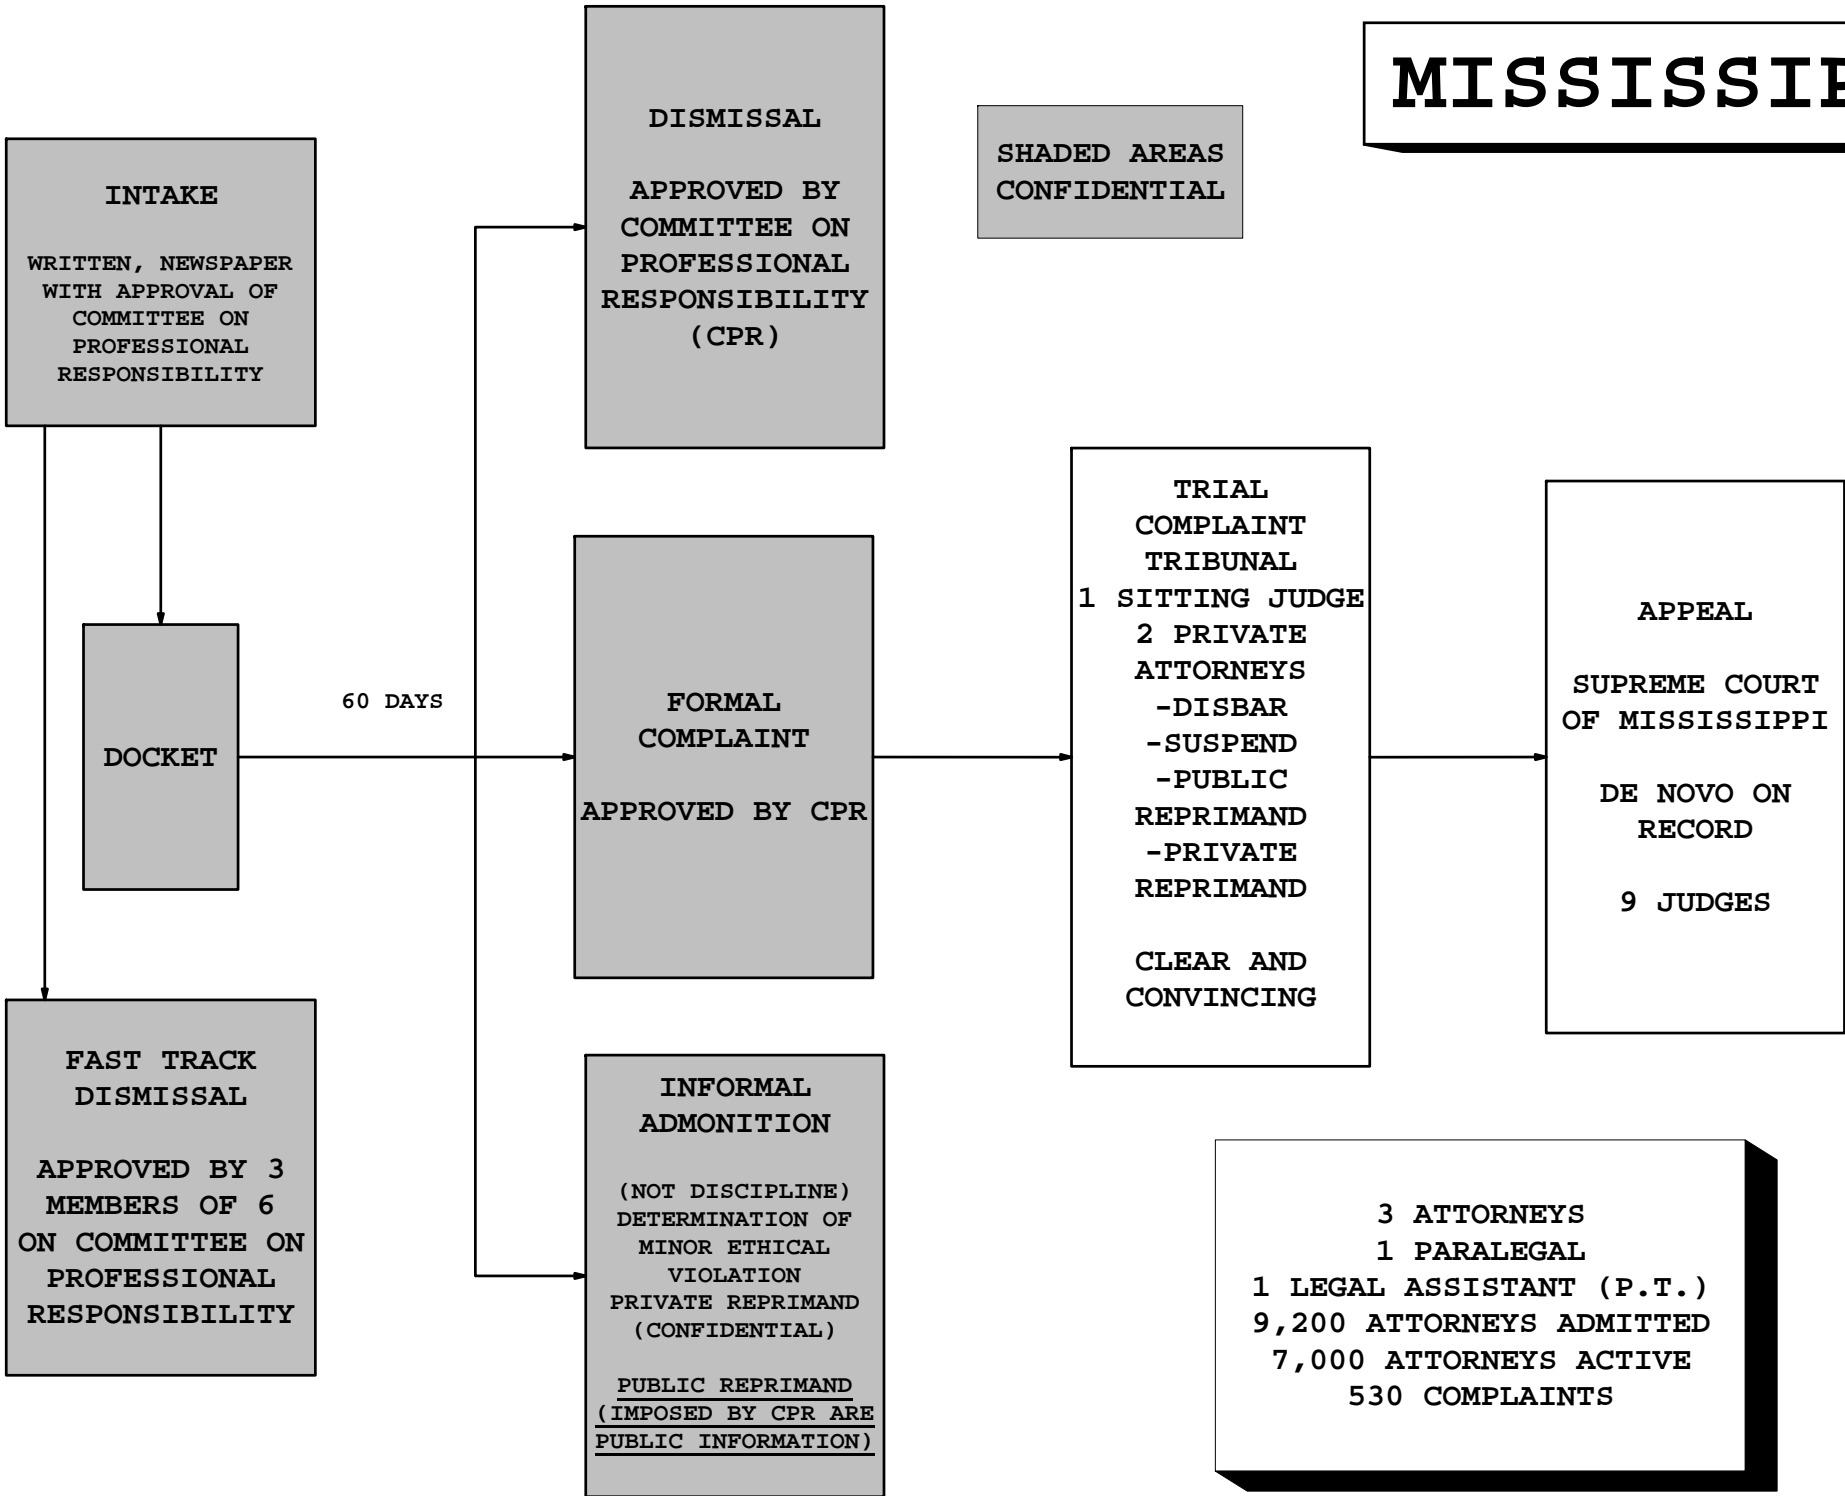 MISSISSIP
INTAKE
WRITTEN, NEWSPAPER
WITH APPROVAL OF
COMMITTEE ON
PROFESSIONAL
RESPONSIBILITY
DISMISSAL
APPROVED BY
COMMITTEE ON
PROFESSIONAL
RESPONSIBILITY
(CPR)
SHADED AREAS
CONFIDENTIAL
DOCKET
60 DAYS
FORMAL
COMPLAINT
APPROVED BY CPR
TRIAL
COMPLAINT
TRIBUNAL
1 SITTING JUDGE
2 PRIVATE
ATTORNEYS
-DISBAR
-SUSPEND
-PUBLIC
REPRIMAND
-PRIVATE
REPRIMAND
CLEAR AND
CONVINCING
APPEAL
SUPREME COURT
OF MISSISSIPPI
DE NOVO ON
RECORD
9 JUDGES
FAST TRACK
DISMISSAL
APPROVED BY 3
MEMBERS OF 6
ON COMMITTEE ON
PROFESSIONAL
RESPONSIBILITY
INFORMAL
ADMONITION
(NOT DISCIPLINE)
DETERMINATION OF
MINOR ETHICAL
VIOLATION
PRIVATE REPRIMAND
(CONFIDENTIAL)
PUBLIC REPRIMAND
(IMPOSED BY CPR ARE
PUBLIC INFORMATION)
3 ATTORNEYS
1 PARALEGAL
1 LEGAL ASSISTANT (P.T.)
9,200 ATTORNEYS ADMITTED
7,000 ATTORNEYS ACTIVE
530 COMPLAINTS